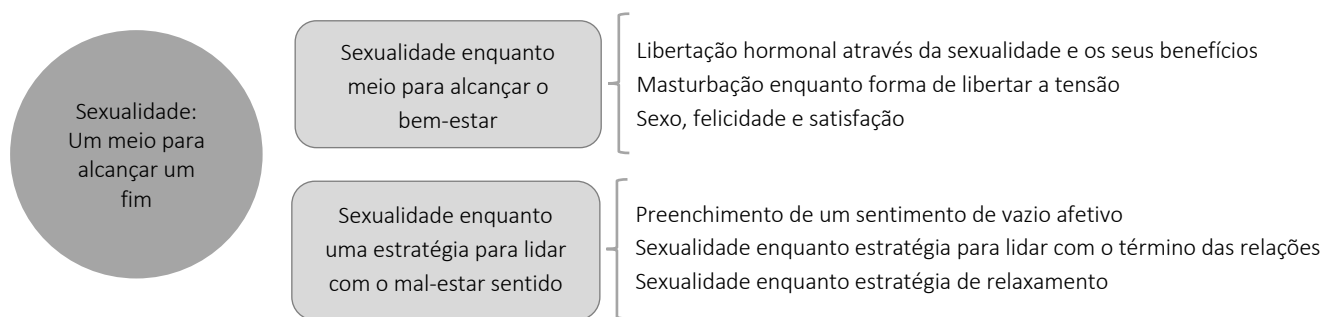 Sexualidade:
Um meio para
alcançar um
fim
Sexualidade enquanto
meio para alcançar o
bem-estar
Libertação hormonal através da sexualidade e os seus benefícios
Masturbação enquanto forma de libertar a tensão
Sexo, felicidade e satisfação
Sexualidade enquanto
uma estratégia para lidar
com o mal-estar sentido
Preenchimento de um sentimento de vazio afetivo
Sexualidade enquanto estratégia para lidar com o término das relações
Sexualidade enquanto estratégia de relaxamento